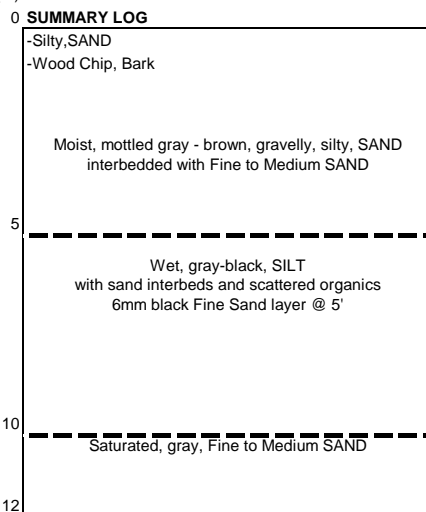 0 SUMMARY LOG
-Silty,SAND
-Wood Chip, Bark
Moist, mottled gray - brown, gravelly, silty, SAND
interbedded with Fine to Medium SAND
5
Wet, gray-black, SILT
with sand interbeds and scattered organics
6mm black Fine Sand layer @ 5'
10
Saturated, gray, Fine to Medium SAND
12